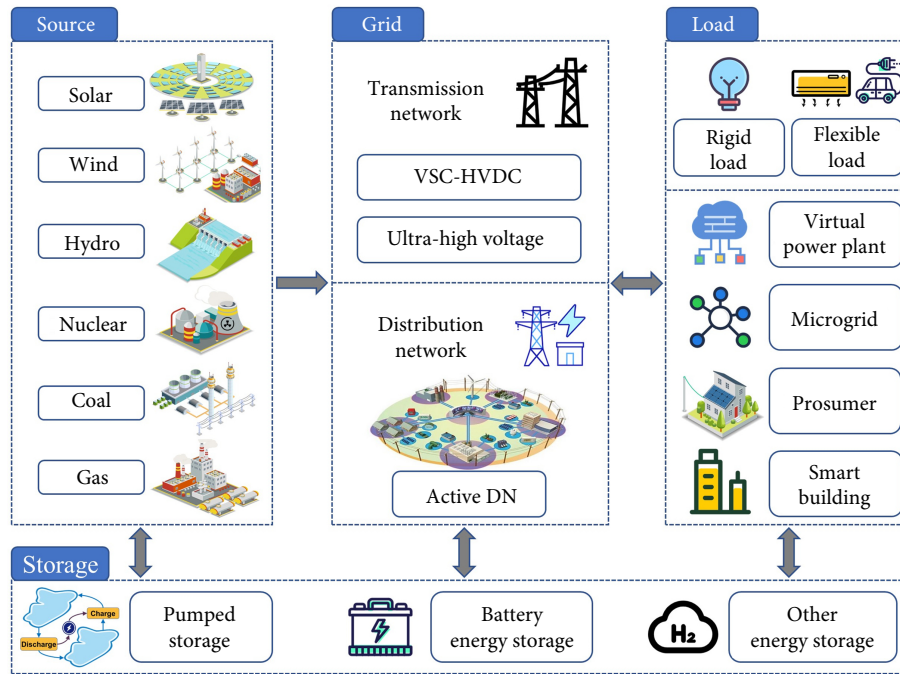 Source
Solar
Wind
Hydro
Nuclear
Coal
Gas
Grid
Transmission
network
VSC-HVDC
Ultra-high voltage
Distribution
network
Active DN
Load
Rigid
load
Flexible
load
Virtual
power plant
Microgrid
Prosumer
Smart
building
Storage
Charge
Discharge
Pumped
storage
Battery
energy storage
H2
Other
energy storage